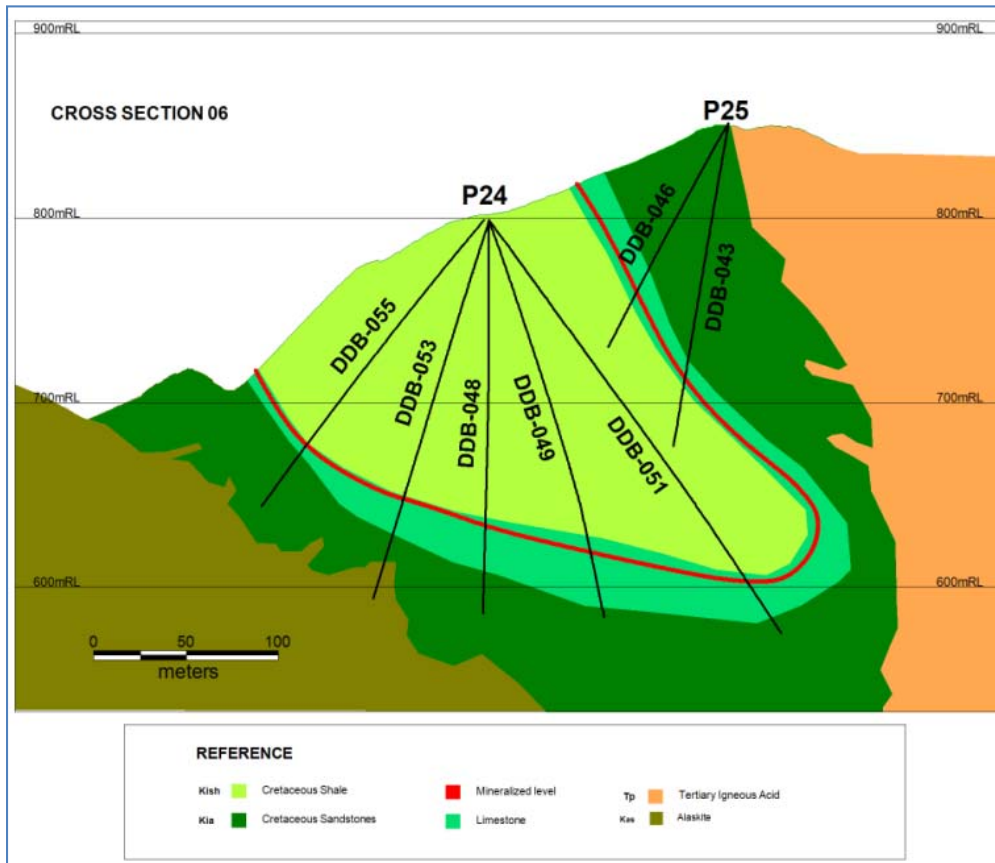 900mRL 900mRL
CROSS SECTION 06
P25
P24
800mRL 800mRL
DDB-046
DDB-043
DDB-055
DDB-053
DDB-048
DDB-049
DDB-051
700mRL 700mRL
600mRL 600mRL
0 50 100
meters
REFERENCE
Kish Cretaceous Shale Mineralized level Tp Tertiary Igneous Acid
Kia Cretaceous Sandstones Limestone Kas Alaskite